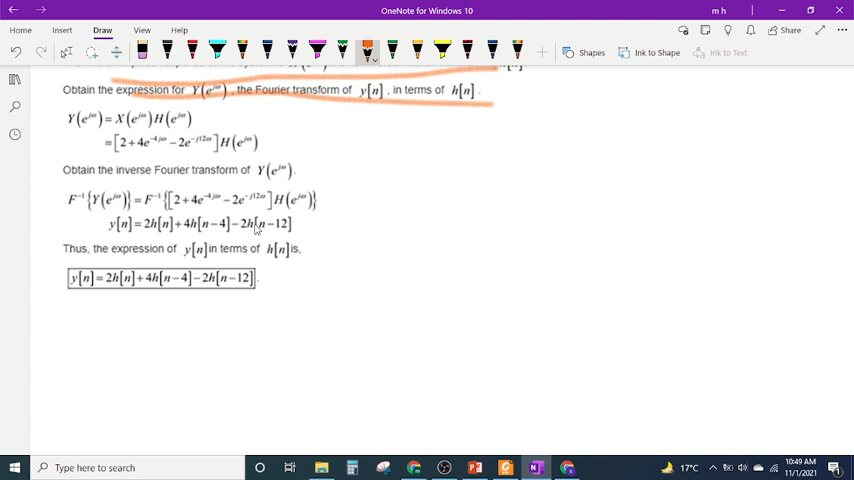 OneNote for Windows 10
m h
Home Insert Draw View Help
Share
Shapes Ink to Shape Ink to Text
Obtain the expression for Y(e^{jω}), the Fourier transform of y[n], in terms of h[n].
Y(e^{jω}) = X(e^{jω})H(e^{jω})
= [2+4e^{-4jω}−2e^{-j12ω}]H(e^{jω})
Obtain the inverse Fourier transform of Y(e^{jω}).
F^{-1}{Y(e^{jω})} = F^{-1}{[2+4e^{-4jω}−2e^{-j12ω}]H(e^{jω})}
y[n] = 2h[n]+4h[n−4]−2h[n−12]
Thus, the expression of y[n] in terms of h[n] is,
y[n] = 2h[n]+4h[n−4]−2h[n−12].
Type here to search
17°C
10:49 AM
11/1/2021